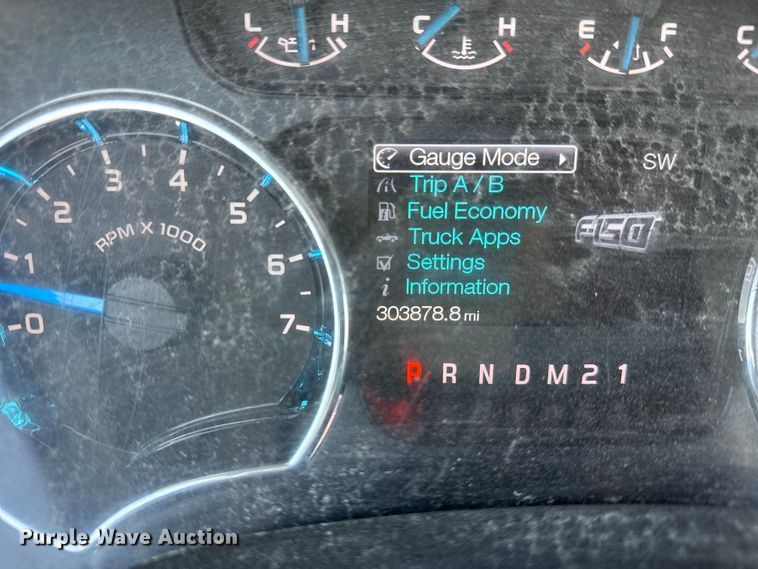 L H
C H
E F
C
Gauge Mode
SW
Trip A / B
Fuel Economy
F150
Truck Apps
Settings
i Information
303878.8 mi
P R N D M 2 1
0 1 2 3 4 5 6 7
RPM X 1000
Purple Wave Auction